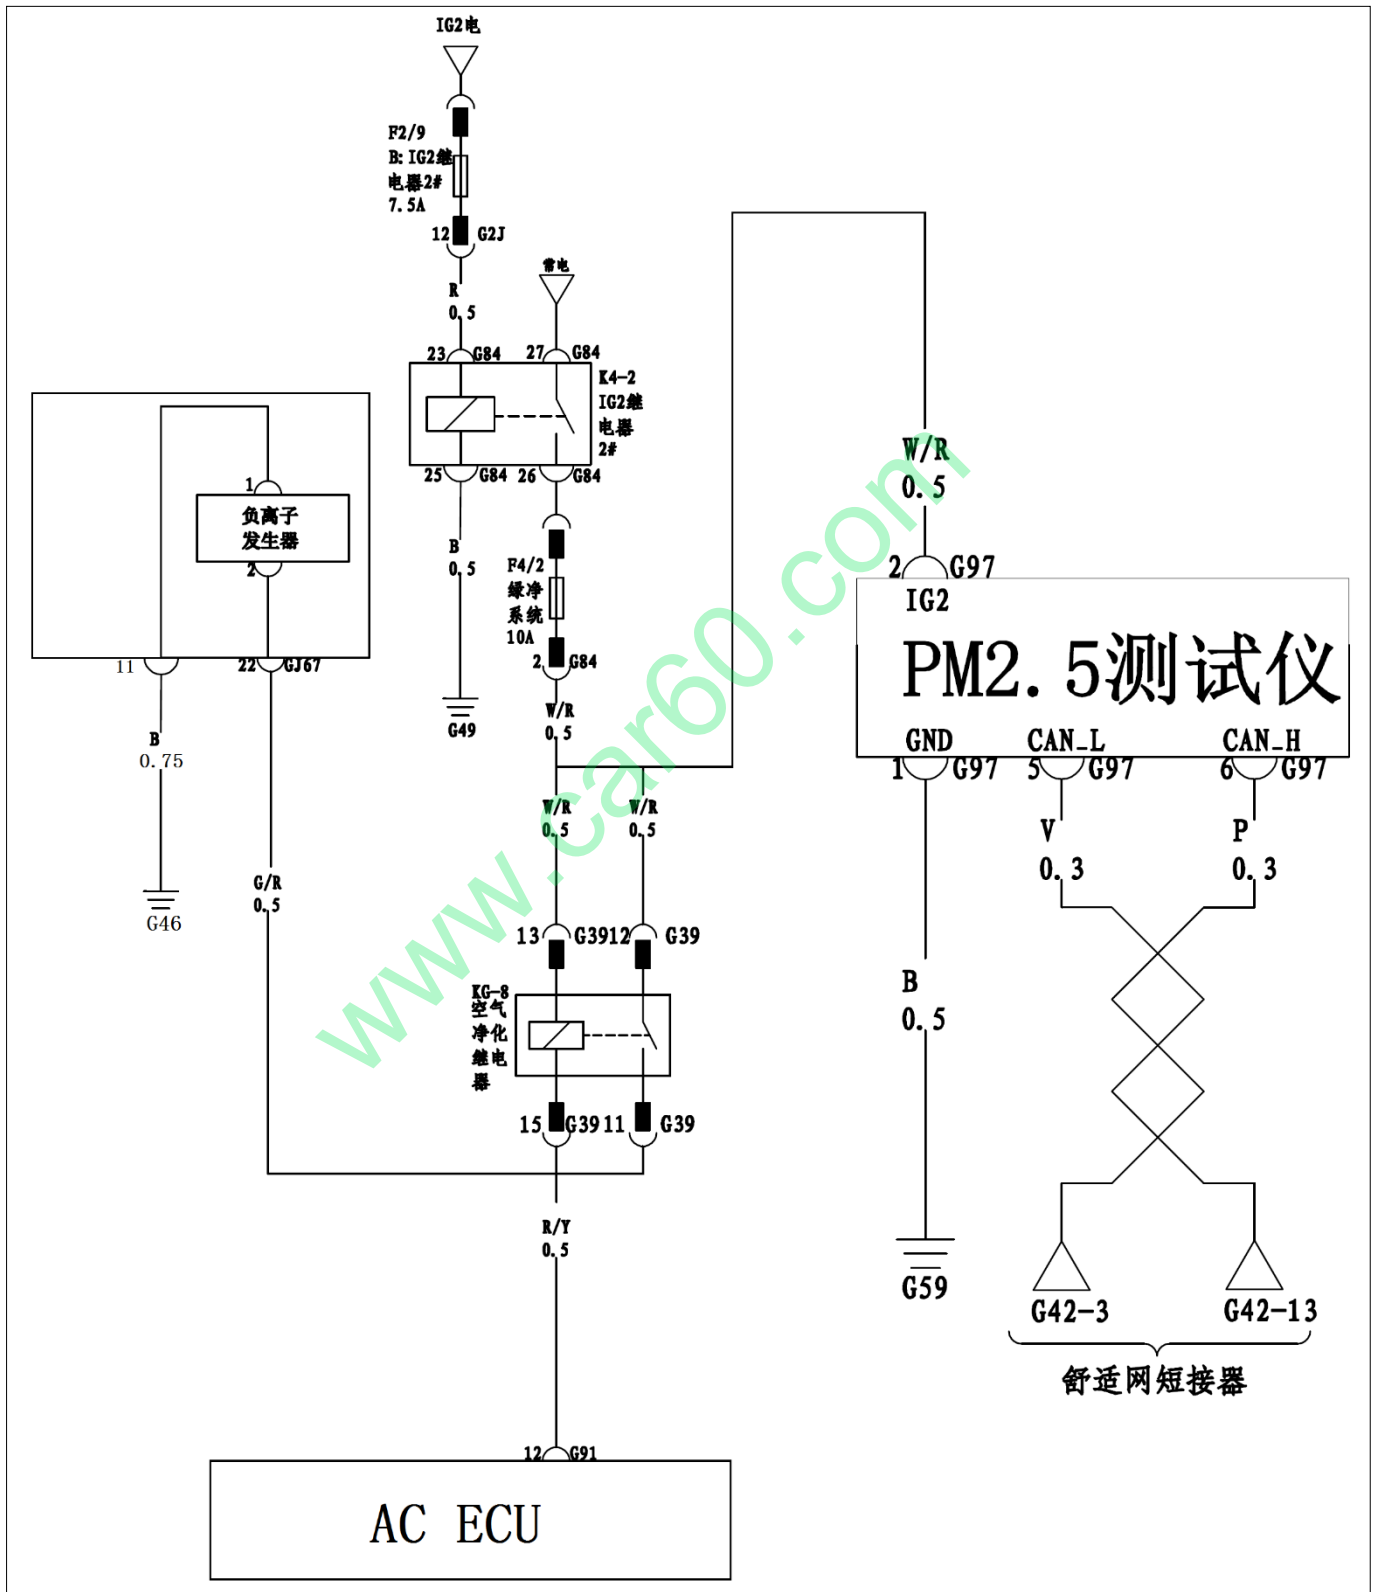 IG2电
F2/9
B:IG2继
电器2#
7.5A
12 G2J
R
0.5
常电
23 G84
27 G84
K4-2
IG2继
电器
2#
25 G84
26 G84
B
0.5
G49
F4/2
绿净
系统
10A
2 G84
W/R
0.5
1
负离子
发生器
2
11
22 GJ67
B
0.75
G46
G/R
0.5
W/R
0.5
W/R
0.5
13 G39
12 G39
KG-8
空气
净化
继电
器
15 G39
11 G39
R/Y
0.5
12 G91
AC ECU
W/R
0.5
2 G97
IG2
PM2.5测试仪
GND CAN_L CAN_H
1 G97 5 G97 6 G97
B
0.5
G59
V
0.3
P
0.3
G42-3 G42-13
舒适网短接器
www.car60.com